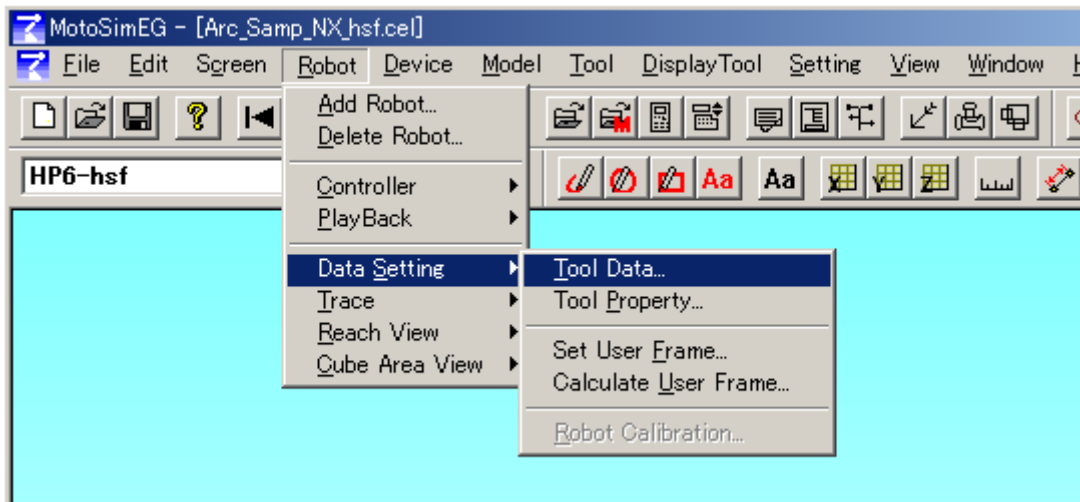 MotoSimEG - [Arc_Samp_NX_hsf.cel]
File Edit Screen Robot Device Model Tool DisplayTool Setting View Window H
Add Robot...
Delete Robot...
HP6-hsf
Aa Aa
Controller
PlayBack
Data Setting
Tool Data...
Trace
Tool Property...
Reach View
Set User Frame...
Cube Area View
Calculate User Frame...
Robot Calibration...